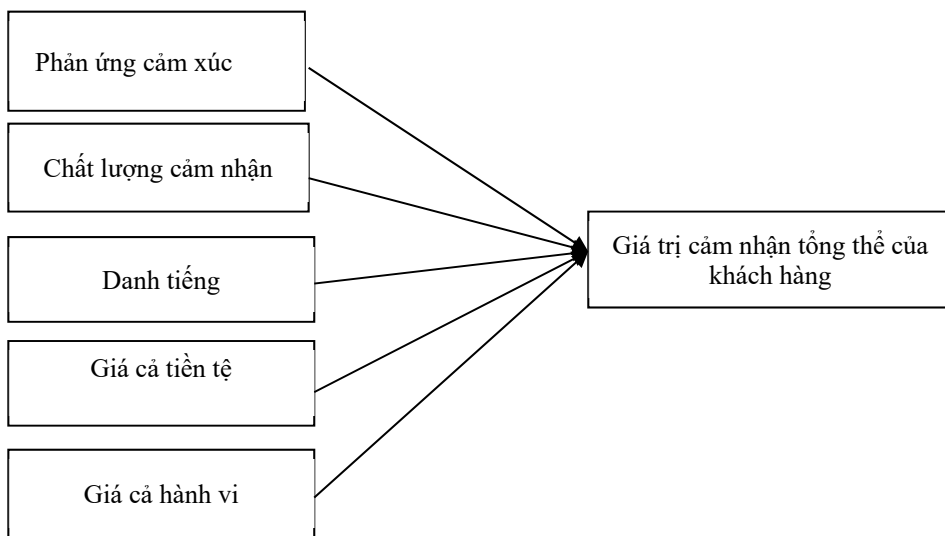 Phản ứng cảm xúc
Chất lượng cảm nhận
Danh tiếng
Giá cả tiền tệ
Giá cả hành vi
Giá trị cảm nhận tổng thể của
khách hàng